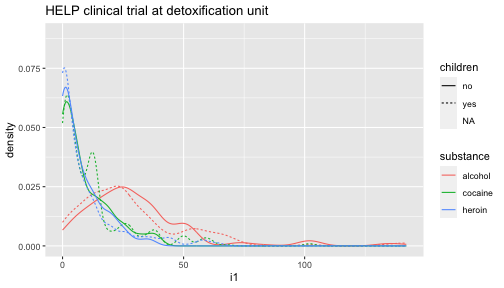 HELP clinical trial at detoxification unit
0.075
0.050
0.025
0.000
density
0
50
100
i1
children
no
yes
NA
substance
alcohol
cocaine
heroin